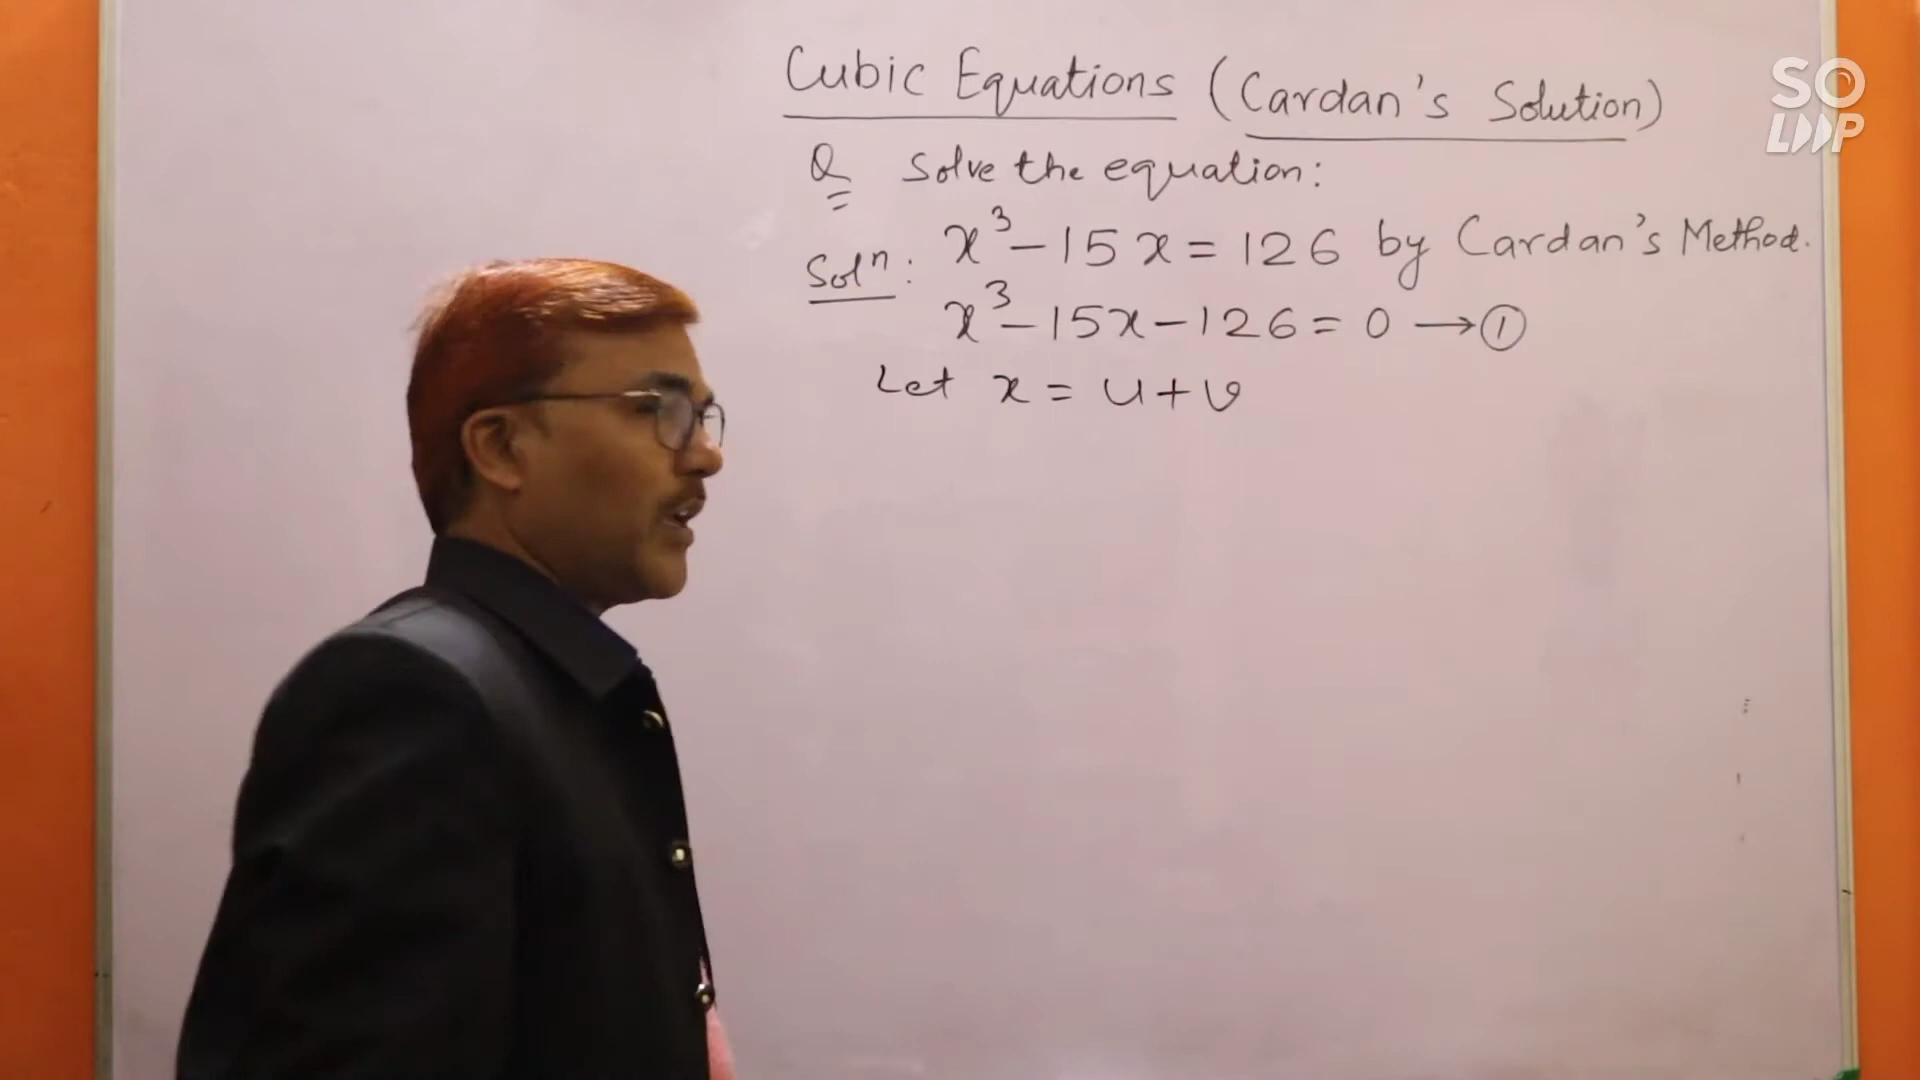 Cubic Equations (Cardan's Solution)
Q Solve the equation:
x³ - 15x = 126 by Cardan's Method.
Solⁿ:
x³ - 15x - 126 = 0 → ①
Let x = u + v
SO
LOOP